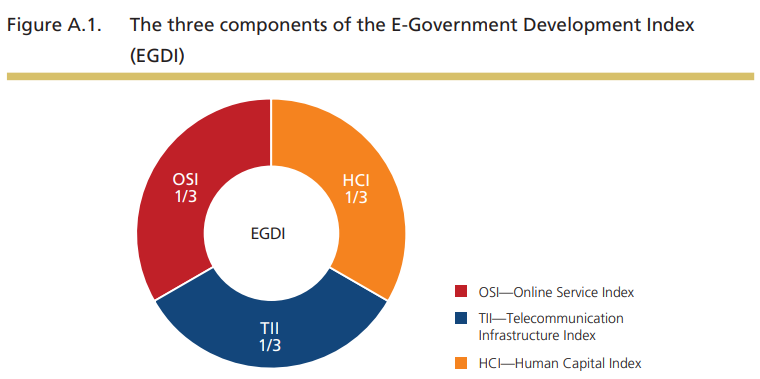 Figure A.1. The three components of the E-Government Development Index
(EGDI)
OSI
1/3
HCI
1/3
EGDI
TII
1/3
OSI—Online Service Index
TII—Telecommunication
Infrastructure Index
HCI—Human Capital Index